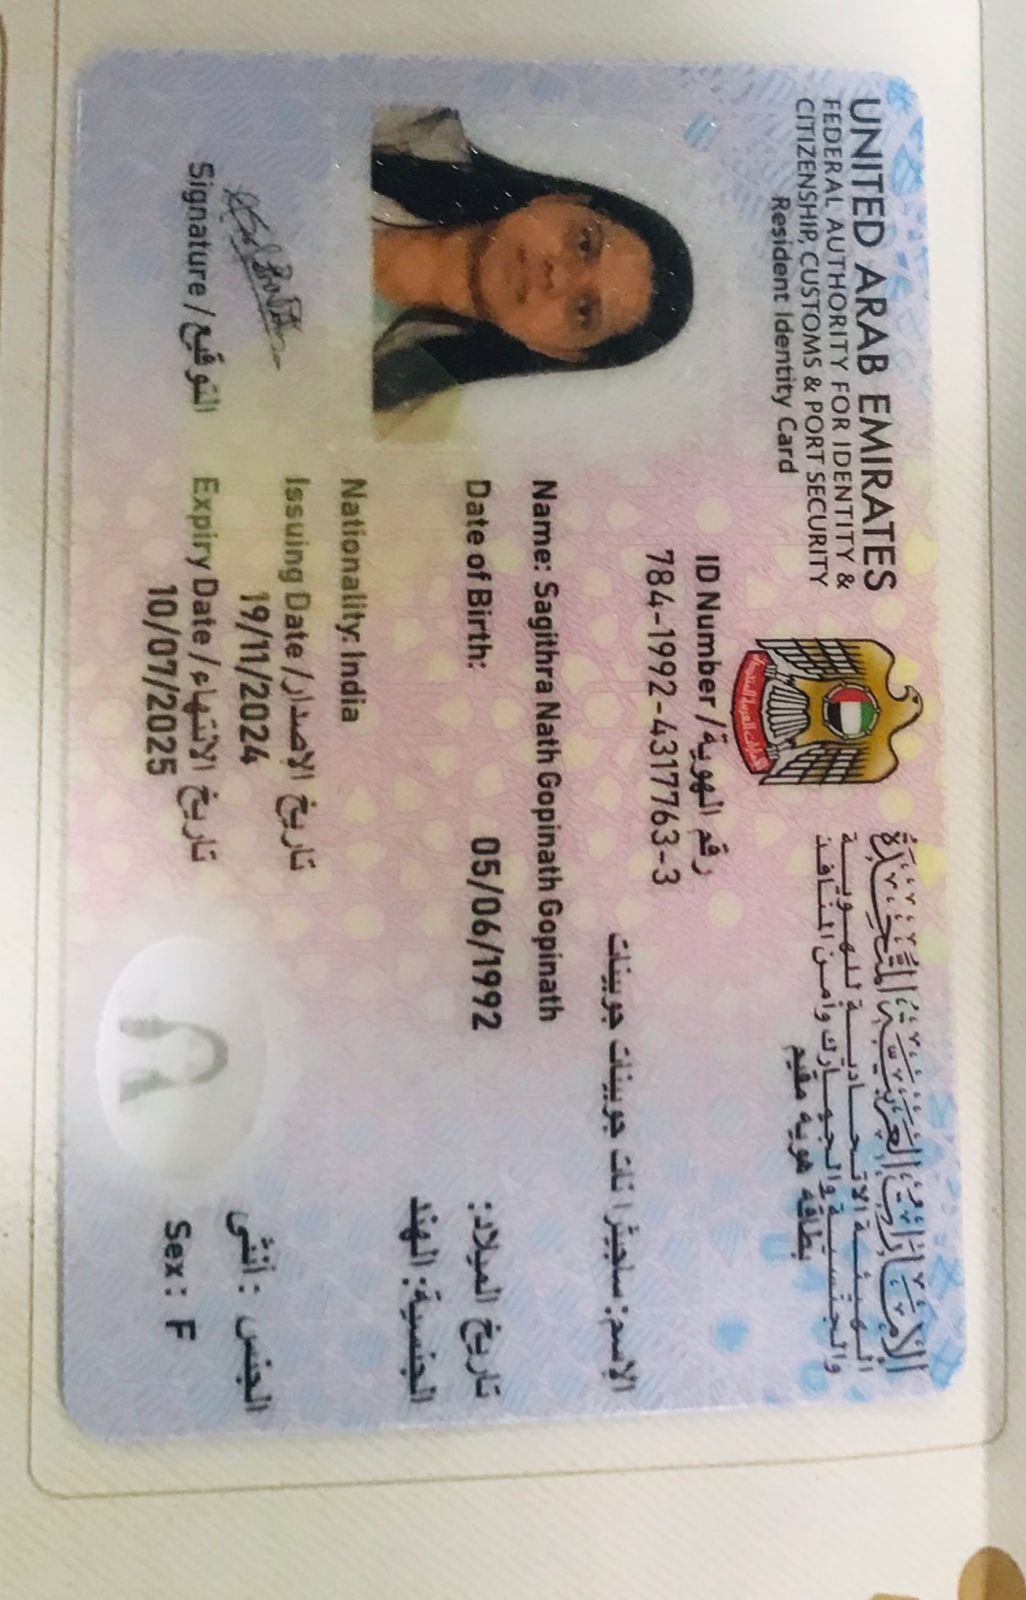 UNITED ARAB EMIRATES
FEDERAL AUTHORITY FOR IDENTITY &
CITIZENSHIP, CUSTOMS & PORT SECURITY
Resident Identity Card
الإمارات العربية المتحدة
الهيئة الاتحادية للهوية
والجنسية والجمارك وأمن المنافذ
بطاقة هوية مقيم
ID Number / رقم الهوية
784-1992-4317763-3
الإسم: ساجيثرا نات جوبينات جوبينات
Name: Sagithra Nath Gopinath Gopinath
Date of Birth: 05/06/1992 تاريخ الميلاد:
Nationality: India الجنسية: الهند
Issuing Date / تاريخ الاصدار
19/11/2024
Expiry Date / تاريخ الانتهاء
10/07/2025
الجنس : أنثى
Sex : F
Signature / التوقيع